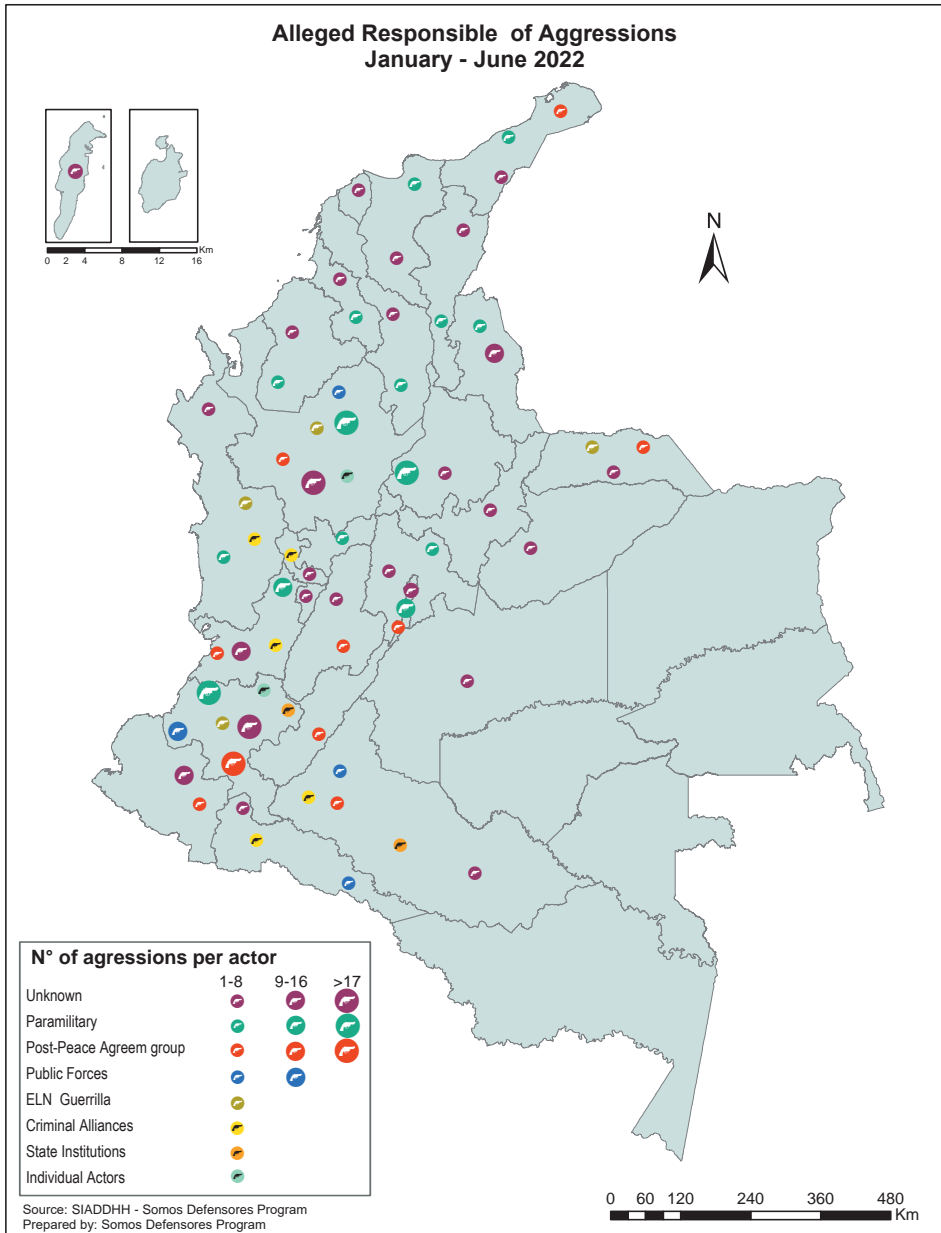 Alleged Responsible of Aggressions
January - June 2022
Km
0 2 4 8 12 16
N
N° of agressions per actor
1-8 9-16 >17
Unknown
Paramilitary
Post-Peace Agreem group
Public Forces
ELN Guerrilla
Criminal Alliances
State Institutions
Individual Actors
Source: SIADDHH - Somos Defensores Program
Prepared by: Somos Defensores Program
0 60 120 240 360 480
Km